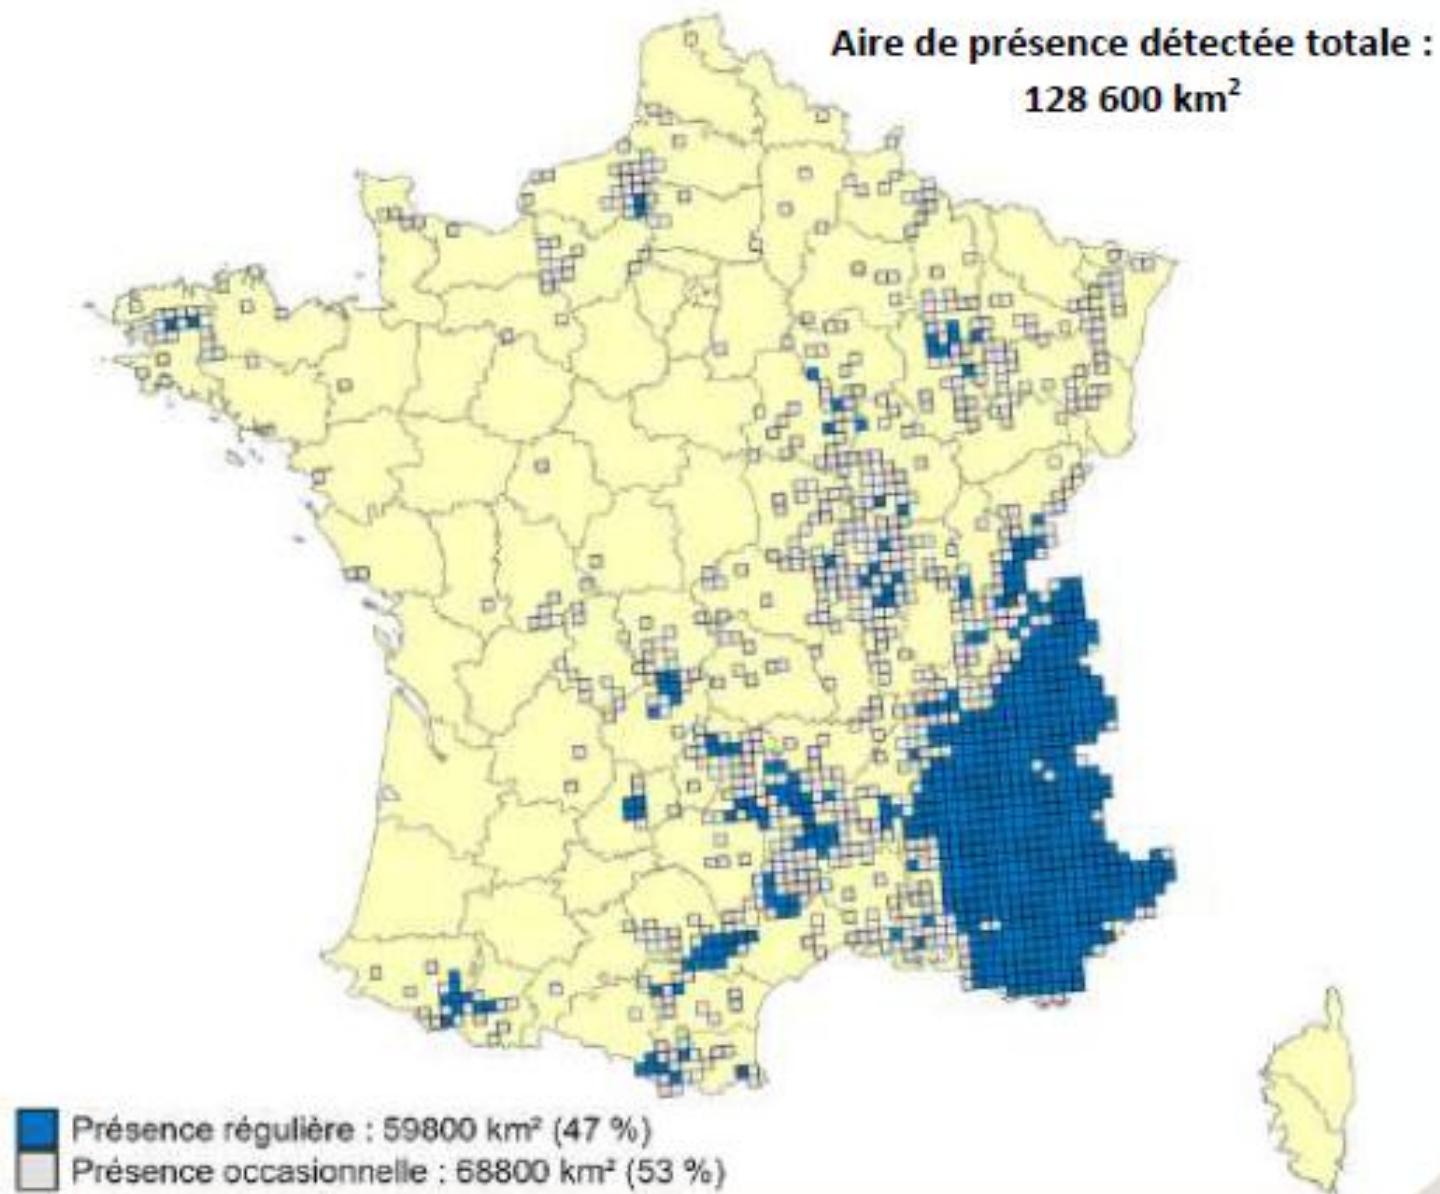 Aire de présence détectée totale :
128 600 km²
Présence régulière : 59800 km² (47 %)
Présence occasionnelle : 68800 km² (53 %)